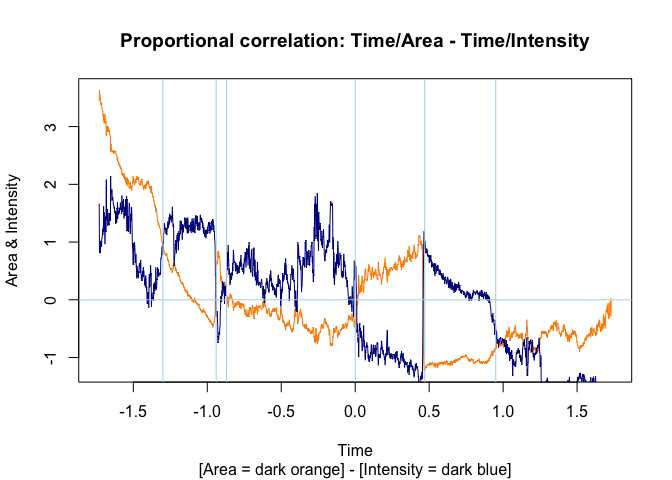 Proportional correlation: Time/Area - Time/Intensity
Area & Intensity
3
2
1
0
-1
-1.5 -1.0 -0.5 0.0 0.5 1.0 1.5
Time
[Area = dark orange] - [Intensity = dark blue]